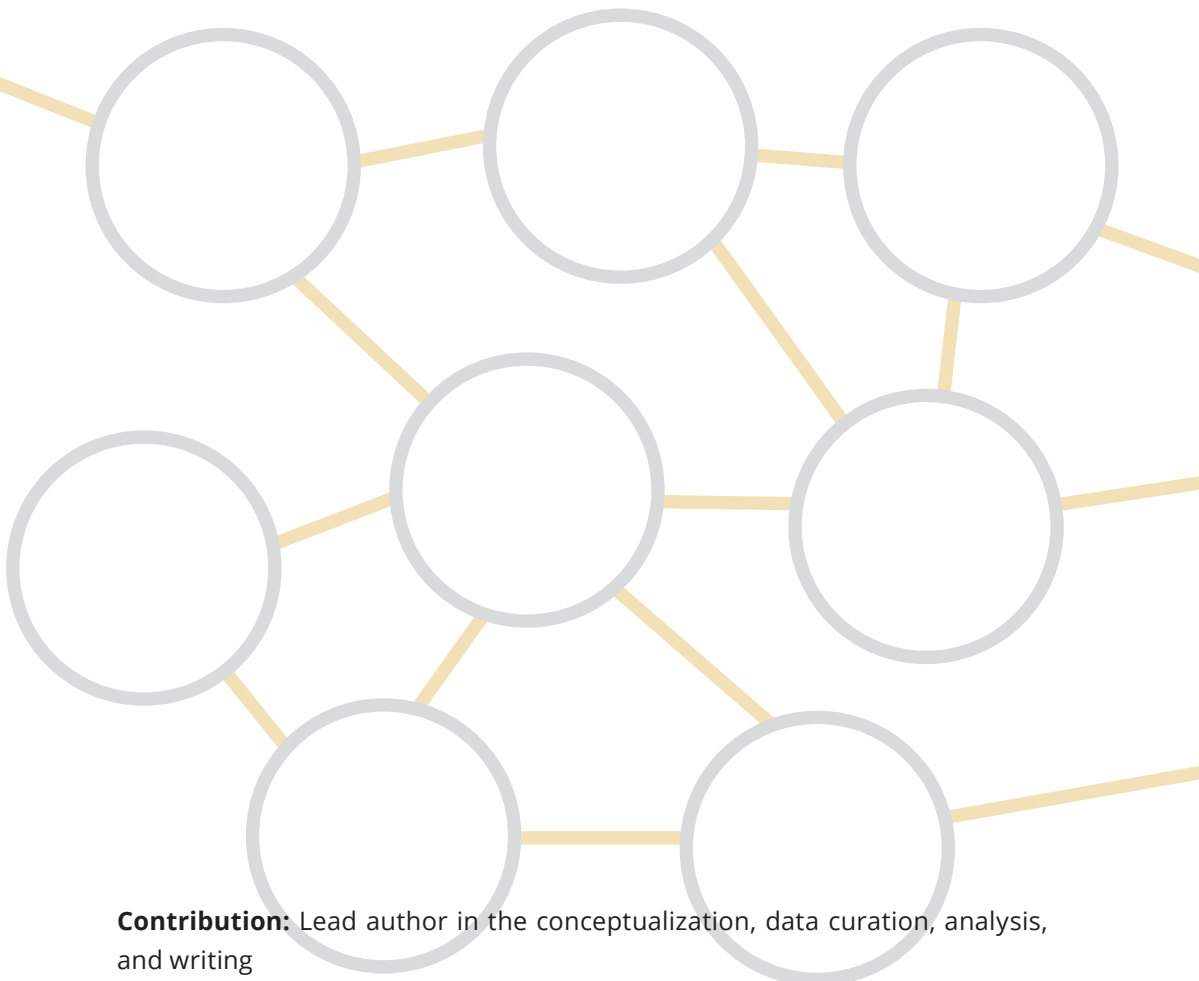 Contribution: Lead author in the conceptualization, data curation, analysis,
and writing